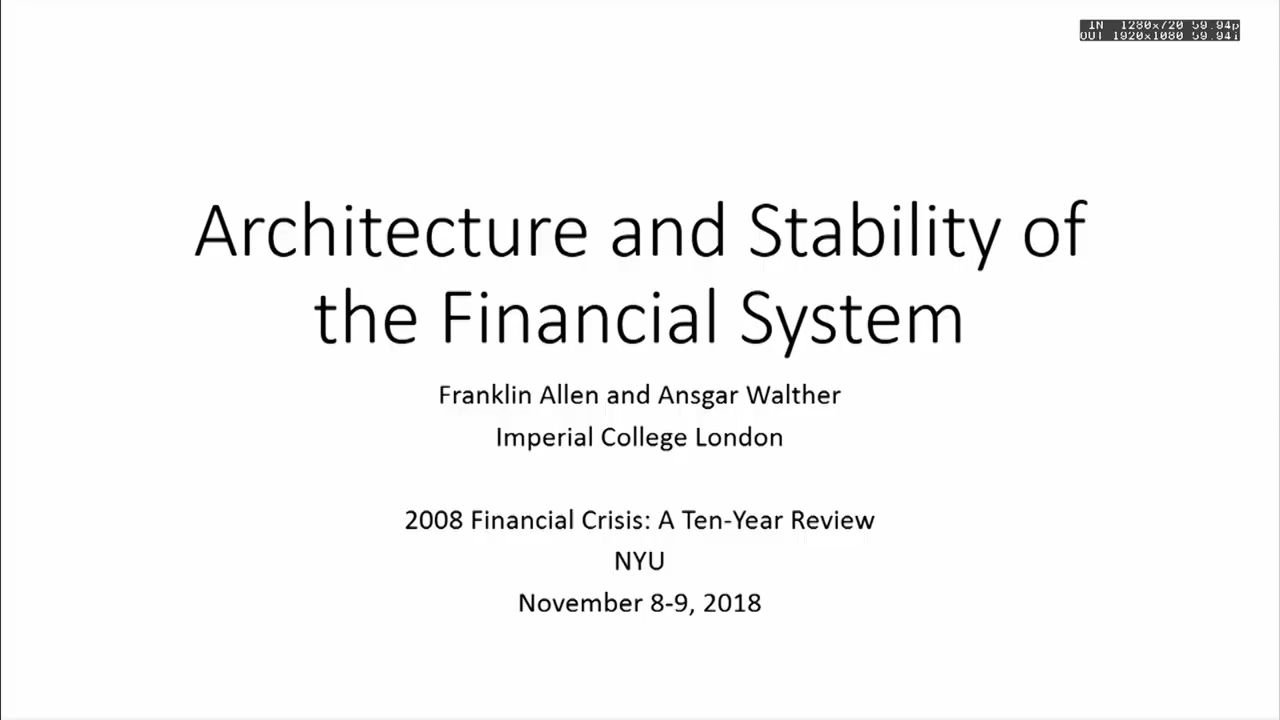 IN 1280x720 59.94p
OUT 1920x1080 59.94i
Architecture and Stability of
the Financial System
Franklin Allen and Ansgar Walther
Imperial College London
2008 Financial Crisis: A Ten-Year Review
NYU
November 8-9, 2018